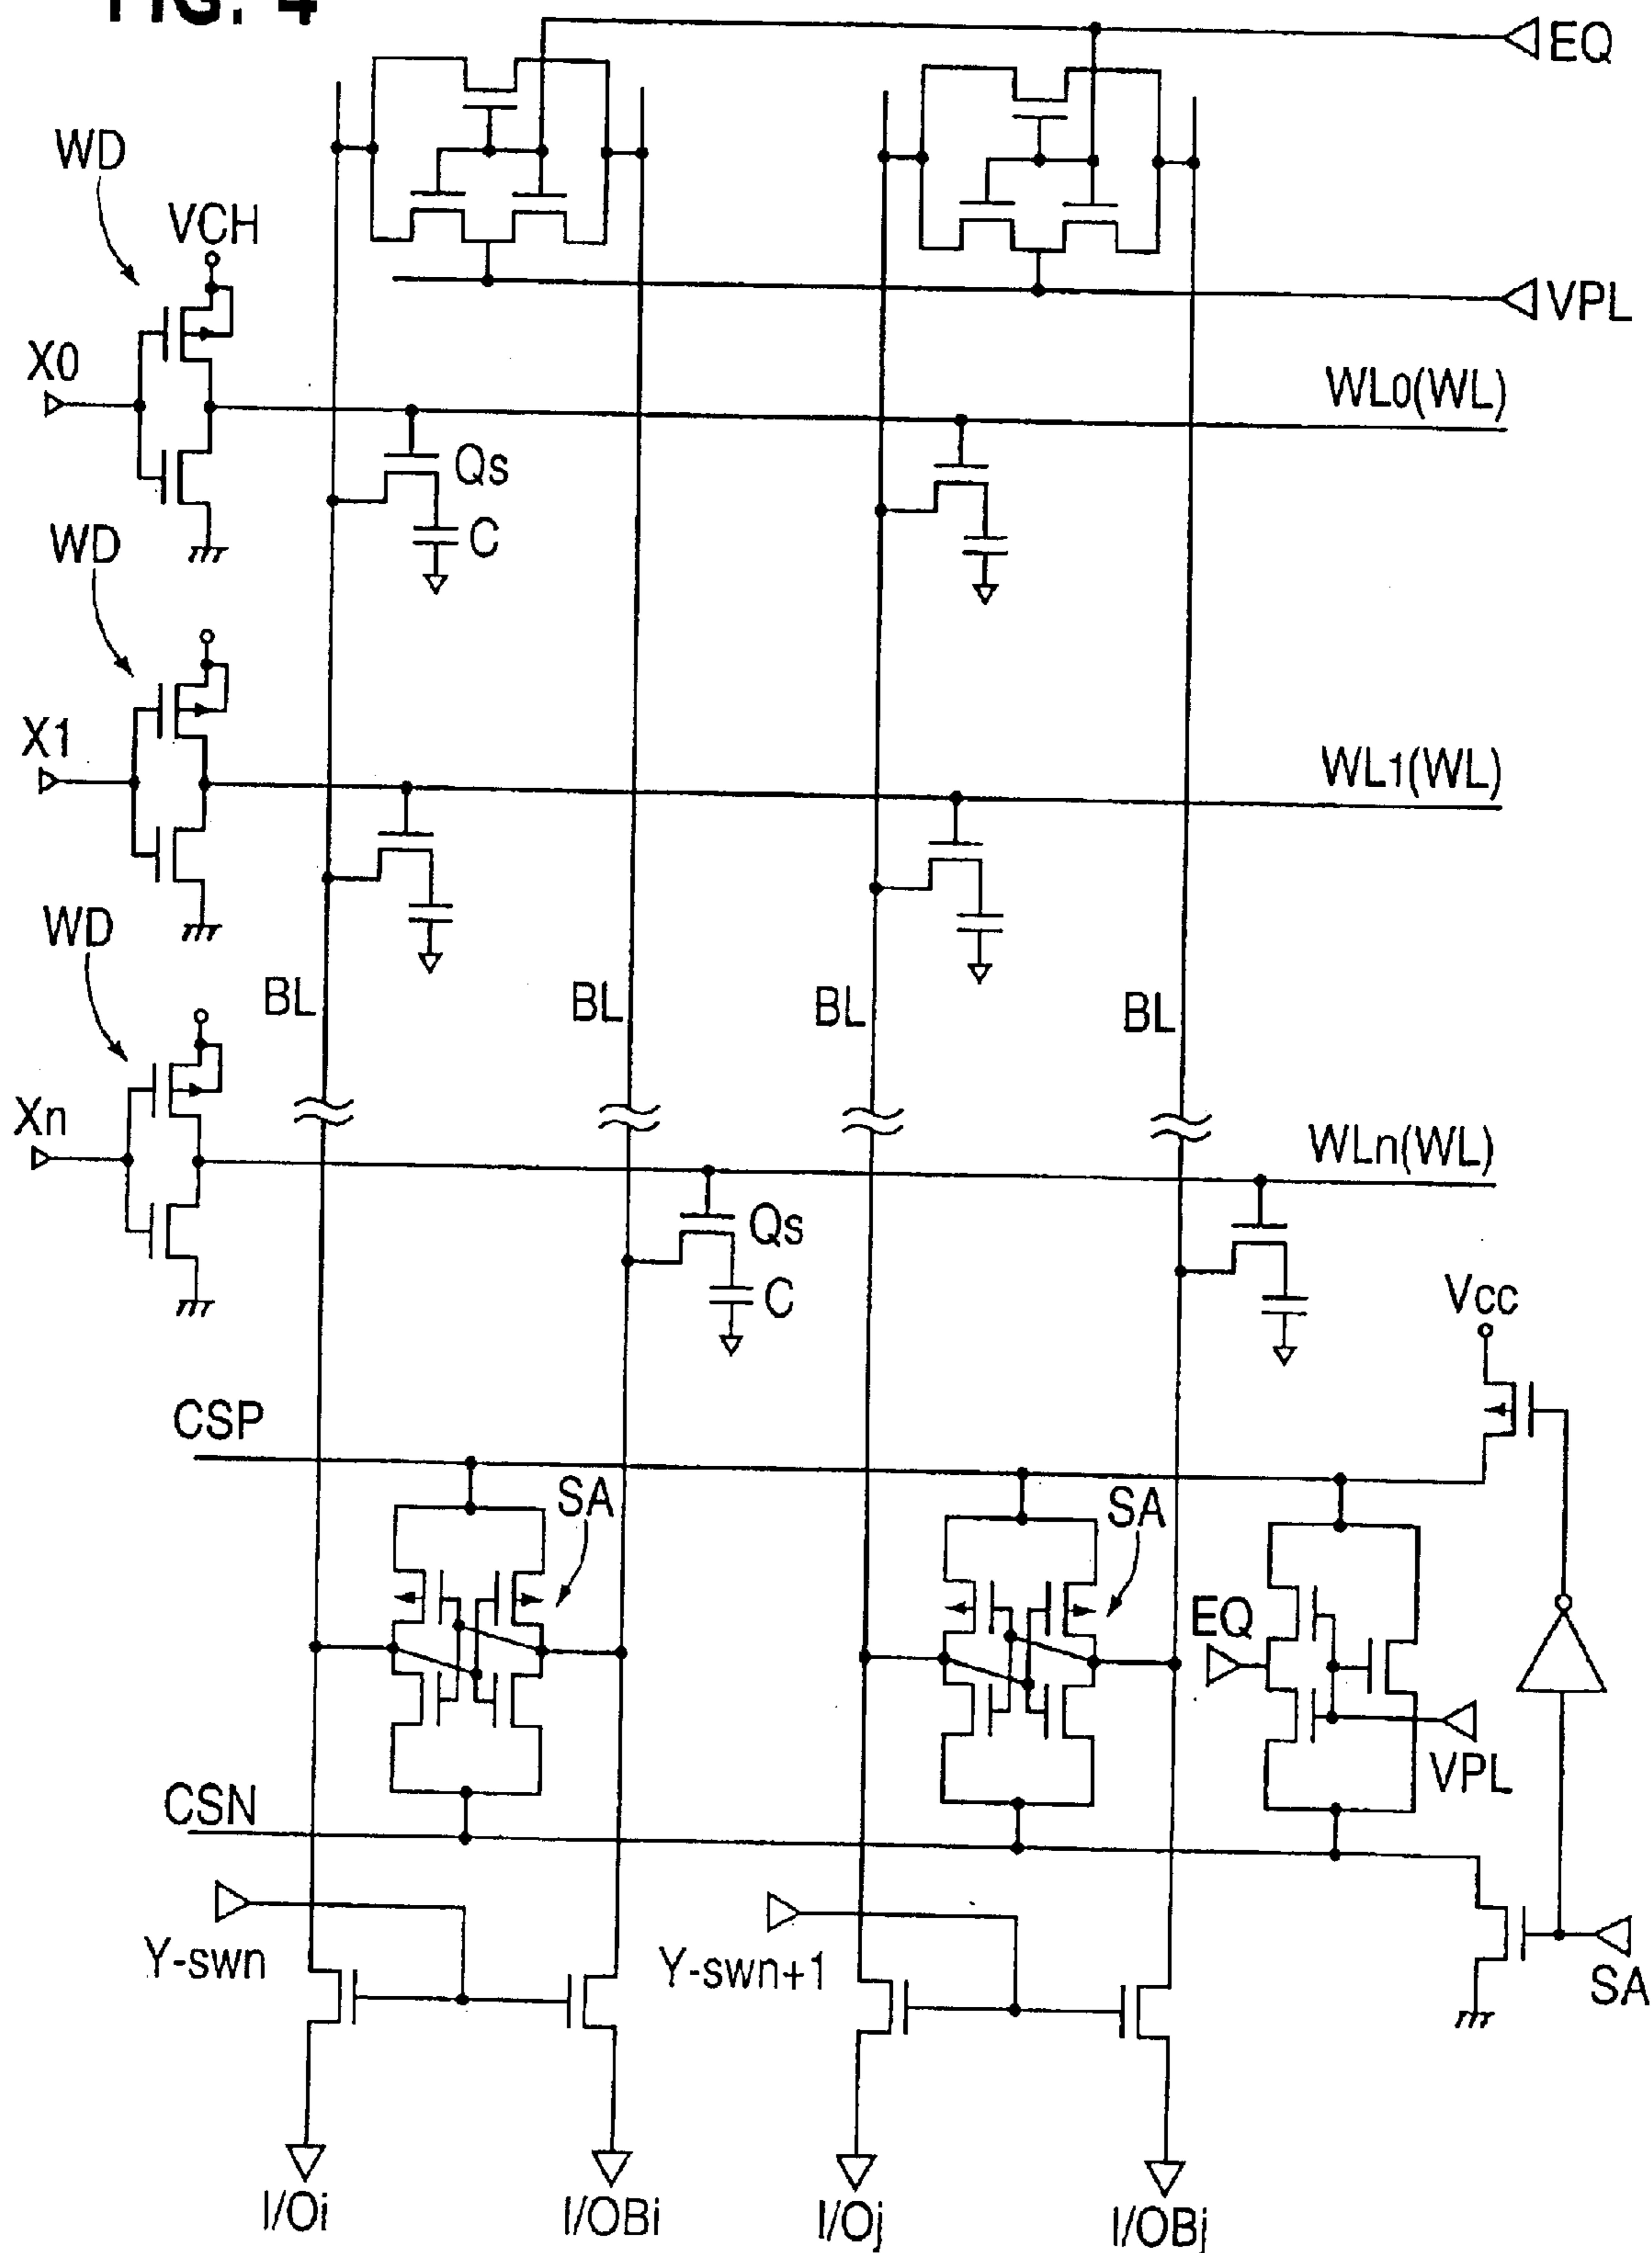 FIG. 4
EQ
WD
VCH
VPL
X0
WL0(WL)
Qs
C
WD
X1
WL1(WL)
WD
BL
BL
BL
BL
Xn
WLn(WL)
Qs
C
Vcc
CSP
SA
SA
EQ
VPL
CSN
Y-swn
Y-swn+1
SA
I/Oi
I/OBi
I/Oj
I/OBj